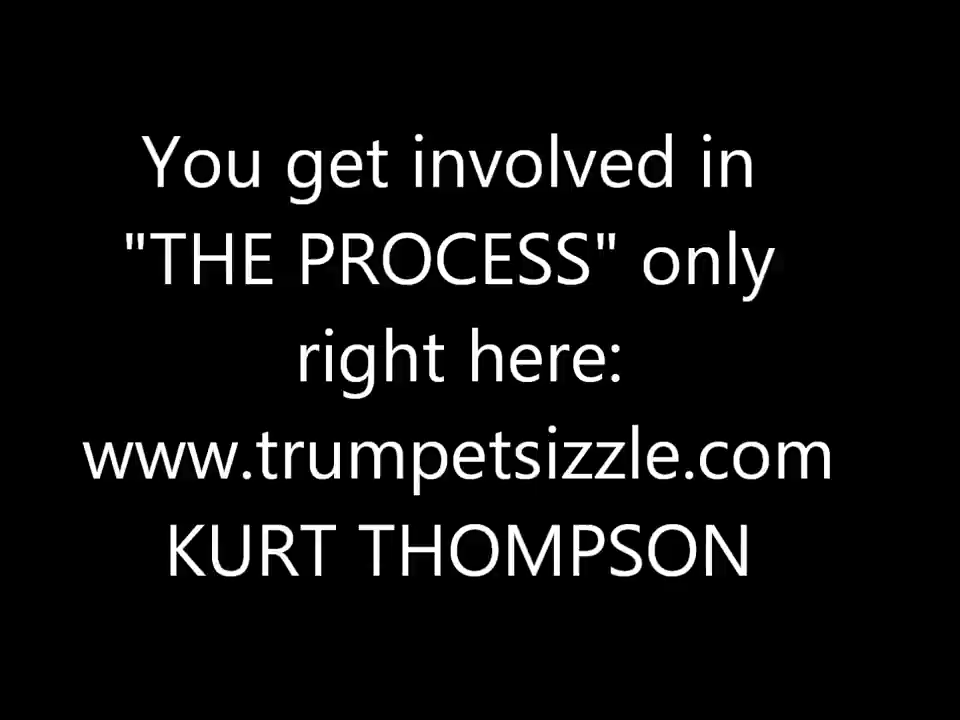 You get involved in
"THE PROCESS" only
right here:
www.trumpetsizzle.com
KURT THOMPSON